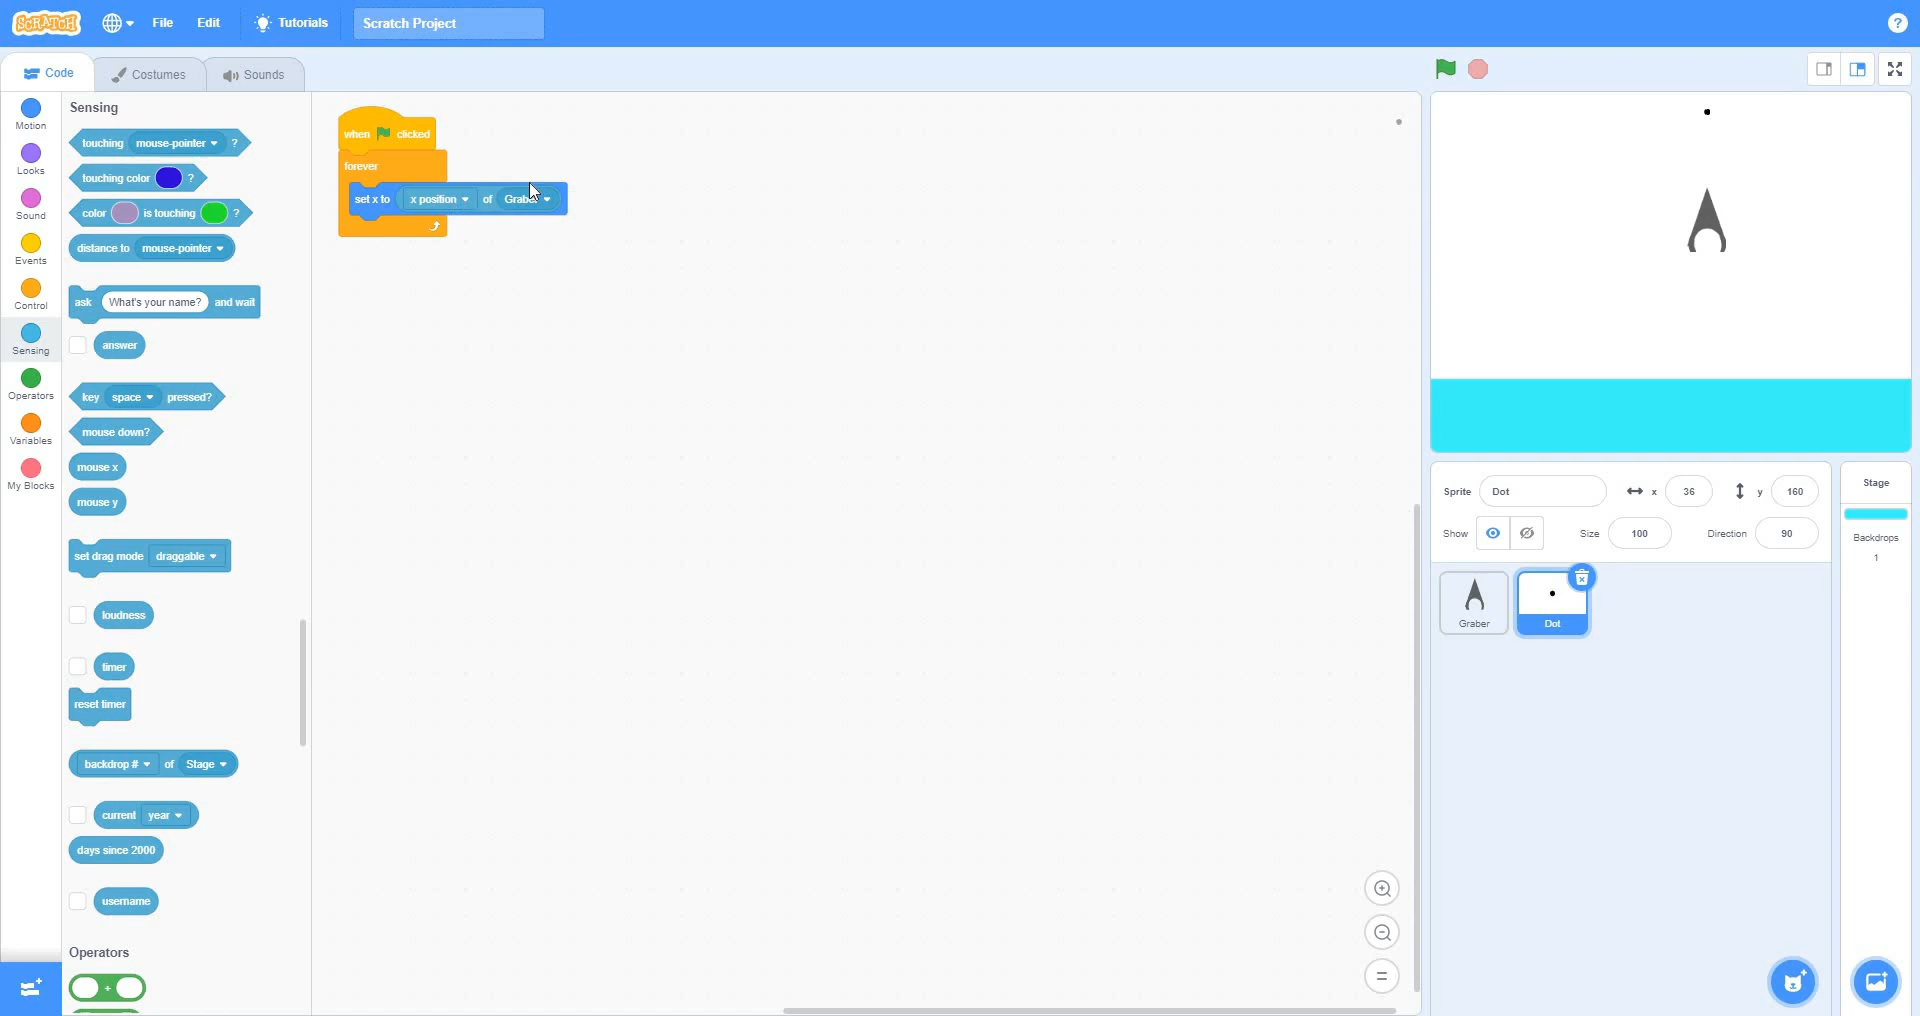 SCRATCH File Edit Tutorials Scratch Project ?
Code Costumes Sounds
Motion
Looks
Sound
Events
Control
Sensing
Operators
Variables
My Blocks
Sensing
touching mouse-pointer ?
touching color ?
color is touching ?
distance to mouse-pointer
ask What's your name? and wait
answer
key space pressed?
mouse down?
mouse x
mouse y
set drag mode draggable
loudness
timer
reset timer
backdrop # of Stage
current year
days since 2000
username
Operators
+
when clicked
forever
set x to x position of Graber
Sprite Dot x 36 y 160
Show Size 100 Direction 90
Graber
Dot
Stage
Backdrops
1